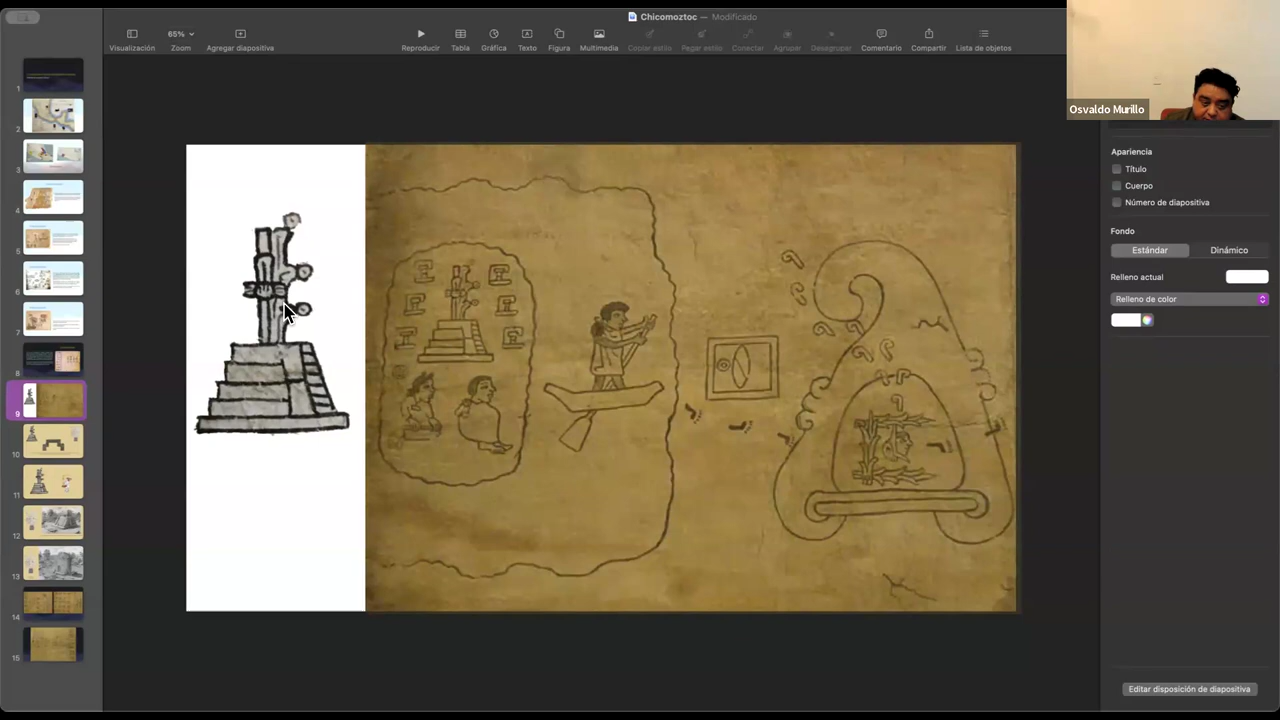 Chicomoztoc — Modificado
65%
Visualización
Zoom
Agregar diapositiva
Reproducir
Tabla
Gráfica
Texto
Figura
Multimedia
Copiar estilo
Pegar estilo
Conectar
Agrupar
Desagrupar
Comentario
Compartir
Lista de objetos
Osvaldo Murillo
1
2
3
4
5
6
7
8
9
10
11
12
13
14
15
Apariencia
Título
Cuerpo
Número de diapositiva
Fondo
Estándar
Dinámico
Relleno actual
Relleno de color
Editar disposición de diapositiva